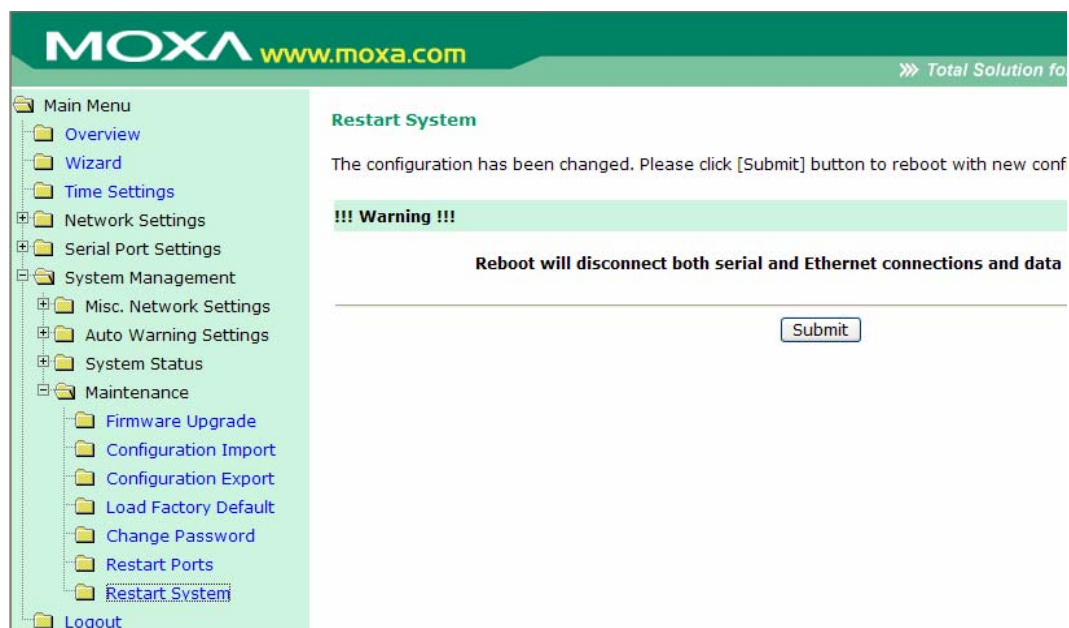 MOXA www.moxa.com
Total Solution fo
Main Menu
Overview
Wizard
Time Settings
Network Settings
Serial Port Settings
System Management
Misc. Network Settings
Auto Warning Settings
System Status
Maintenance
Firmware Upgrade
Configuration Import
Configuration Export
Load Factory Default
Change Password
Restart Ports
Restart System
Logout
Restart System
The configuration has been changed. Please click [Submit] button to reboot with new conf
!!! Warning !!!
Reboot will disconnect both serial and Ethernet connections and data
Submit